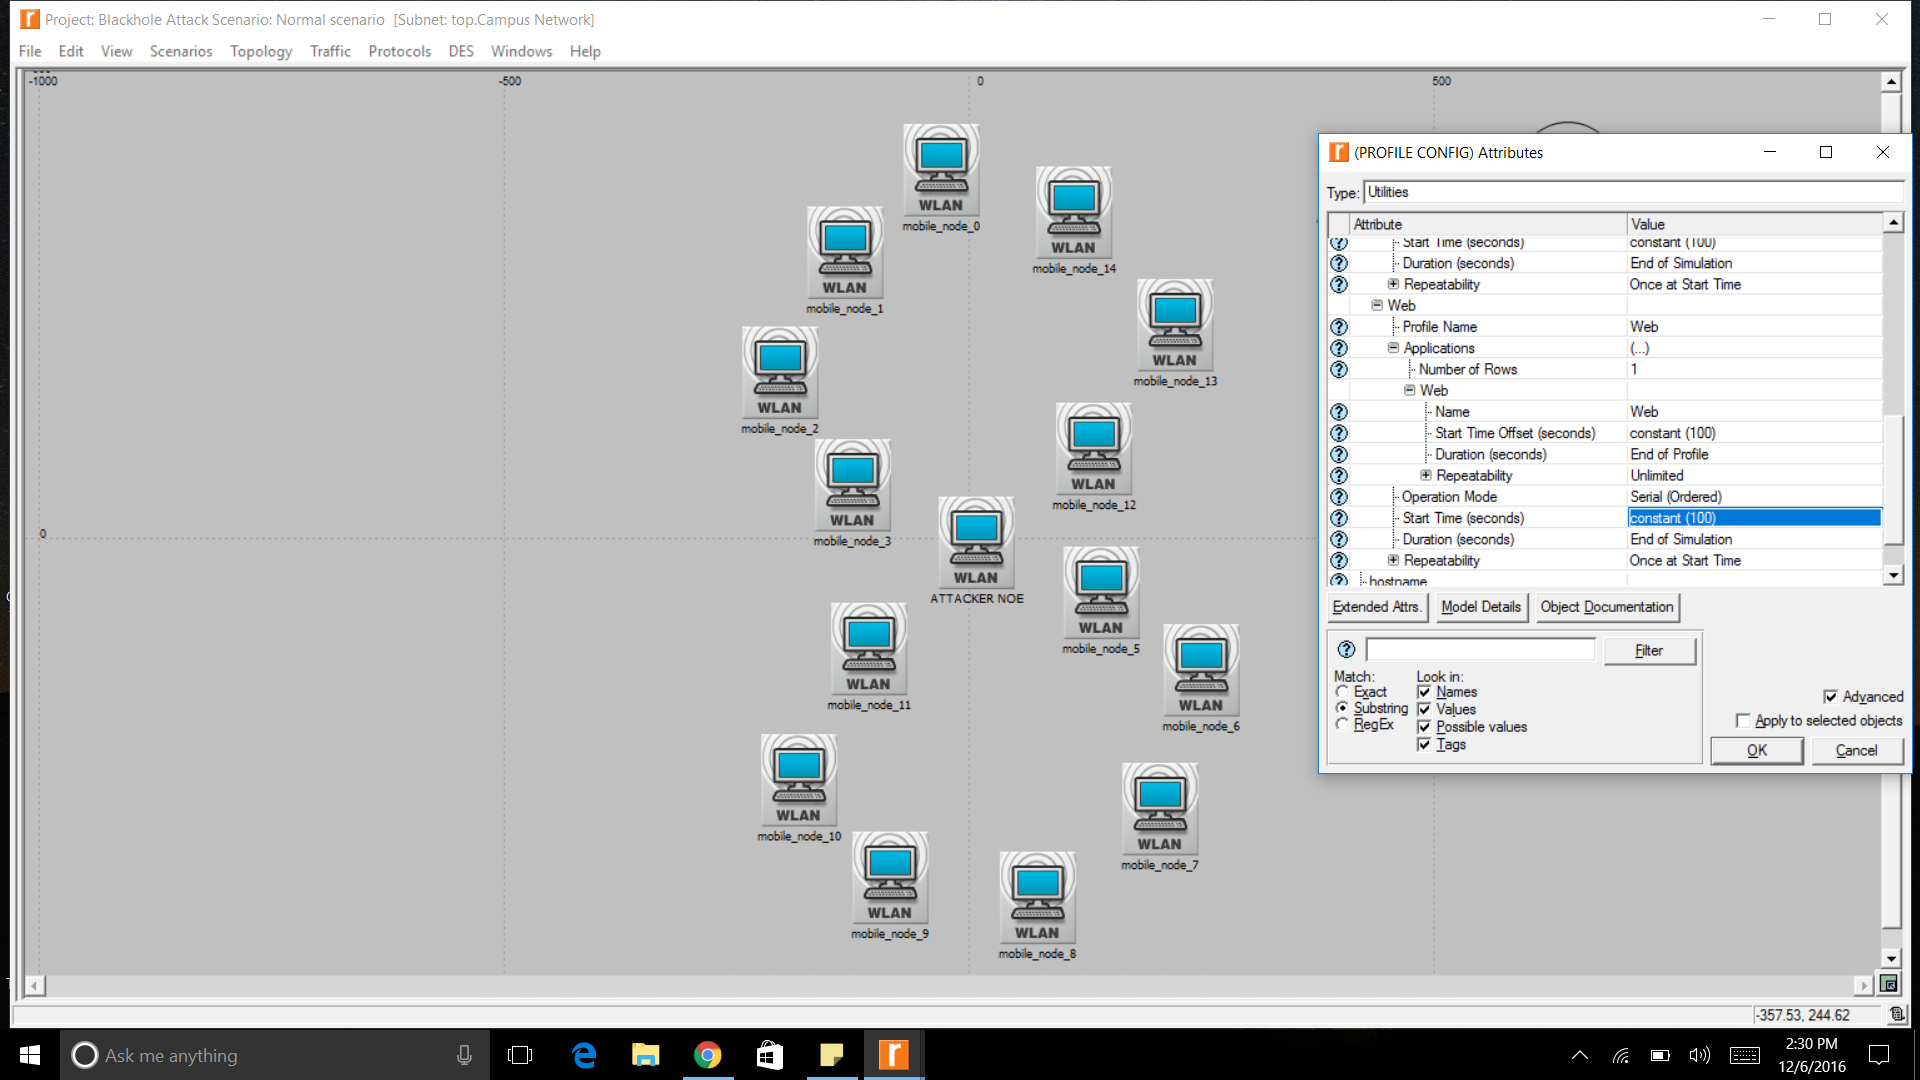 Project: Blackhole Attack Scenario: Normal scenario [Subnet: top.Campus Network]
File Edit View Scenarios Topology Traffic Protocols DES Windows Help
-1000 -500 0 500
0
WLAN
mobile_node_0
WLAN
mobile_node_14
WLAN
mobile_node_1
WLAN
mobile_node_13
WLAN
mobile_node_2
WLAN
mobile_node_12
WLAN
mobile_node_3
WLAN
ATTACKER NOE
WLAN
mobile_node_5
WLAN
mobile_node_11
WLAN
mobile_node_6
WLAN
mobile_node_10
WLAN
mobile_node_7
WLAN
mobile_node_9
WLAN
mobile_node_8
(PROFILE CONFIG) Attributes
Type: Utilities
Attribute Value
Start Time (seconds) constant (100)
Duration (seconds) End of Simulation
Repeatability Once at Start Time
Web
Profile Name Web
Applications (...)
Number of Rows 1
Web
Name Web
Start Time Offset (seconds) constant (100)
Duration (seconds) End of Profile
Repeatability Unlimited
Operation Mode Serial (Ordered)
Start Time (seconds) constant (100)
Duration (seconds) End of Simulation
Repeatability Once at Start Time
hostname
Extended Attrs. Model Details Object Documentation
Filter
Match: Look in:
Exact Names
Substring Values
RegEx Possible values
Tags
Advanced
Apply to selected objects
OK Cancel
-357.53, 244.62
Ask me anything
2:30 PM
12/6/2016